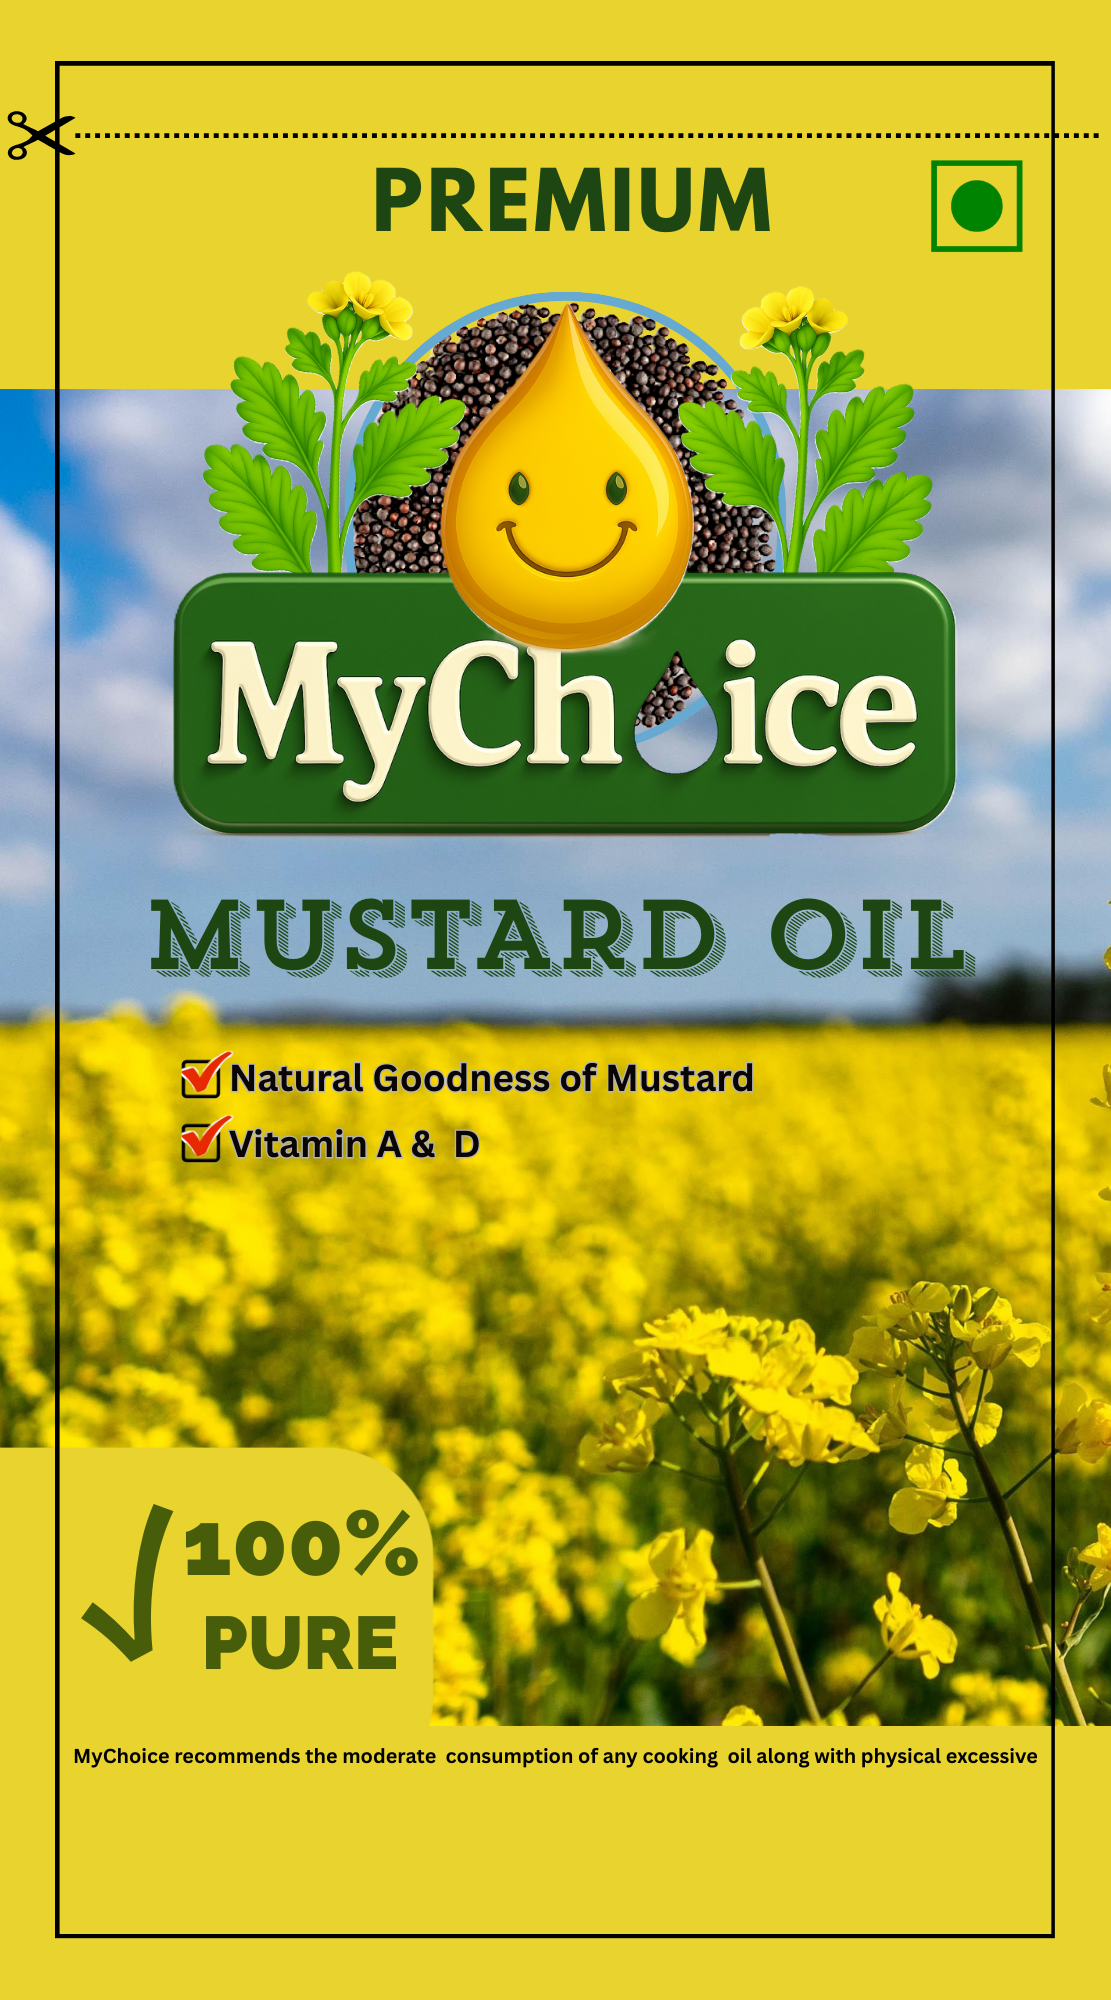 PREMIUM
MyChoice
MUSTARD OIL
Natural Goodness of Mustard
Vitamin A & D
100%
PURE
MyChoice recommends the moderate consumption of any cooking oil along with physical excessive